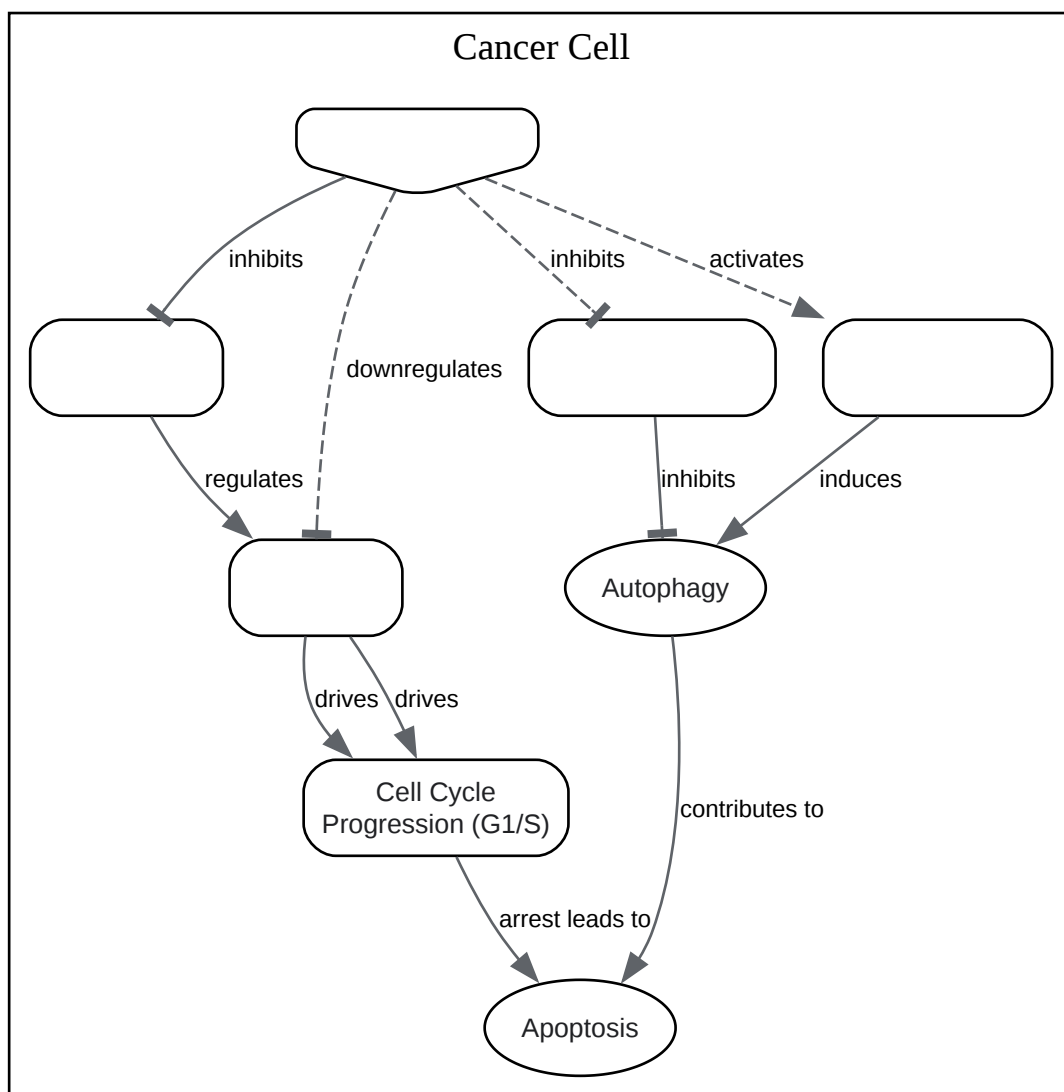 Cancer Cell
inhibits
inhibits
activates
downregulates
regulates
inhibits
induces
Autophagy
drives
drives
Cell Cycle
Progression (G1/S)
contributes to
arrest leads to
Apoptosis